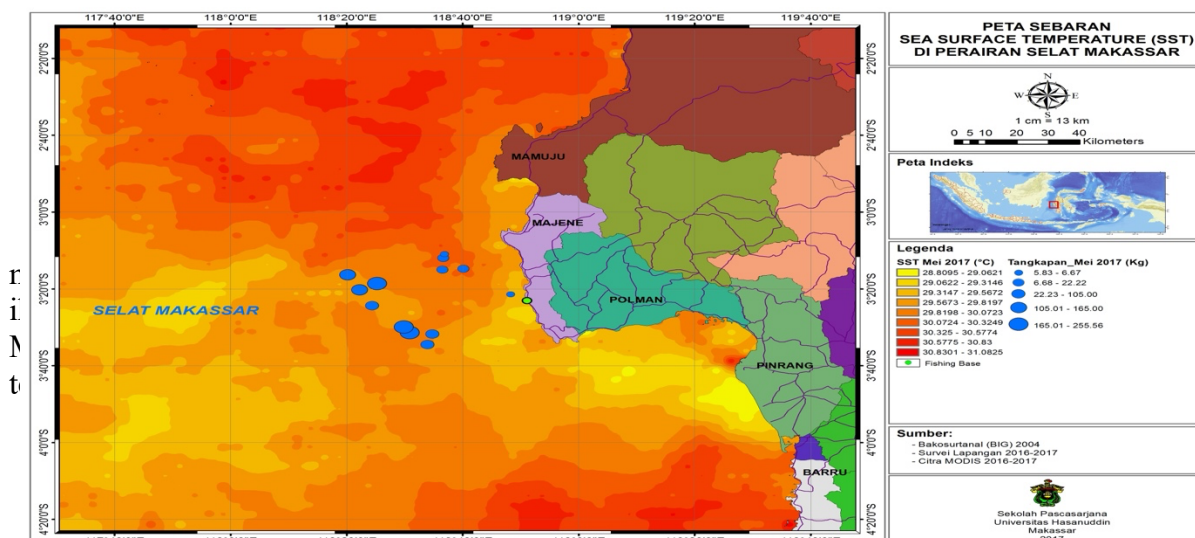 117°40'0"E 118°0'0"E 118°20'0"E 118°40'0"E 119°0'0"E 119°20'0"E 119°40'0"E
2°20'0"S
2°40'0"S
3°0'0"S
3°40'0"S
4°0'0"S
4°20'0"S
2°20'0"S
2°40'0"S
3°0'0"S
3°20'0"S
3°40'0"S
4°0'0"S
4°20'0"S
MAMUJU
MAJENE
POLMAN
SELAT MAKASSAR
PINRANG
BARRU
PETA SEBARAN
SEA SURFACE TEMPERATURE (SST)
DI PERAIRAN SELAT MAKASSAR
N
W E
S
1 cm = 13 km
0 5 10 20 30 40
Kilometers
Peta Indeks
Legenda
SST Mei 2017 (°C) Tangkapan_Mei 2017 (Kg)
28.8095 - 29.0621 5.83 - 6.67
29.0622 - 29.3146 6.68 - 22.22
29.3147 - 29.5672 22.23 - 105.00
29.5673 - 29.8197 105.01 - 165.00
29.8198 - 30.0723 165.01 - 255.56
30.0724 - 30.3249
30.325 - 30.5774
30.5775 - 30.83
30.8301 - 31.0825
Fishing Base
Sumber:
- Bakosurtanal (BIG) 2004
- Survei Lapangan 2016-2017
- Citra MODIS 2016-2017
Sekolah Pascasarjana
Universitas Hasanuddin
Makassar
2017